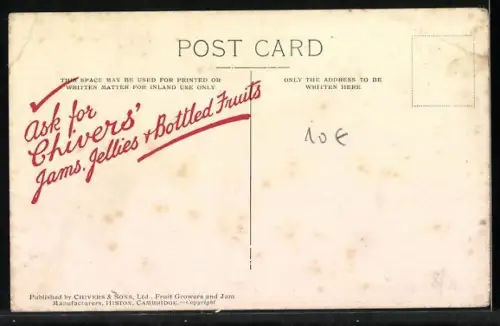 POST CARD
THIS SPACE MAY BE USED FOR PRINTED OR
WRITTEN MATTER FOR INLAND USE ONLY
ONLY THE ADDRESS TO BE
WRITTEN HERE
Ask for
Chivers'
Jams, Jellies & Bottled Fruits
10€
Published by CHIVERS & SONS, Ltd., Fruit Growers and Jam
Manufacturers, HISTON, CAMBRIDGE.—Copyright